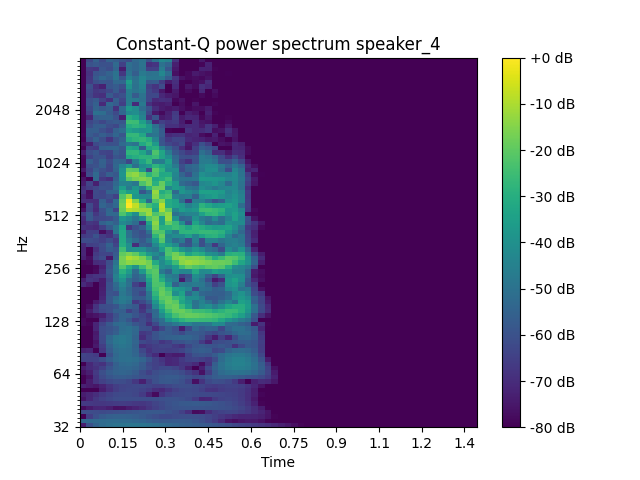 Constant-Q power spectrum speaker_4
+0 dB
-10 dB
-20 dB
-30 dB
-40 dB
-50 dB
-60 dB
-70 dB
-80 dB
Hz
2048
1024
512
256
128
64
32
0 0.15 0.3 0.45 0.6 0.75 0.9 1.1 1.2 1.4
Time